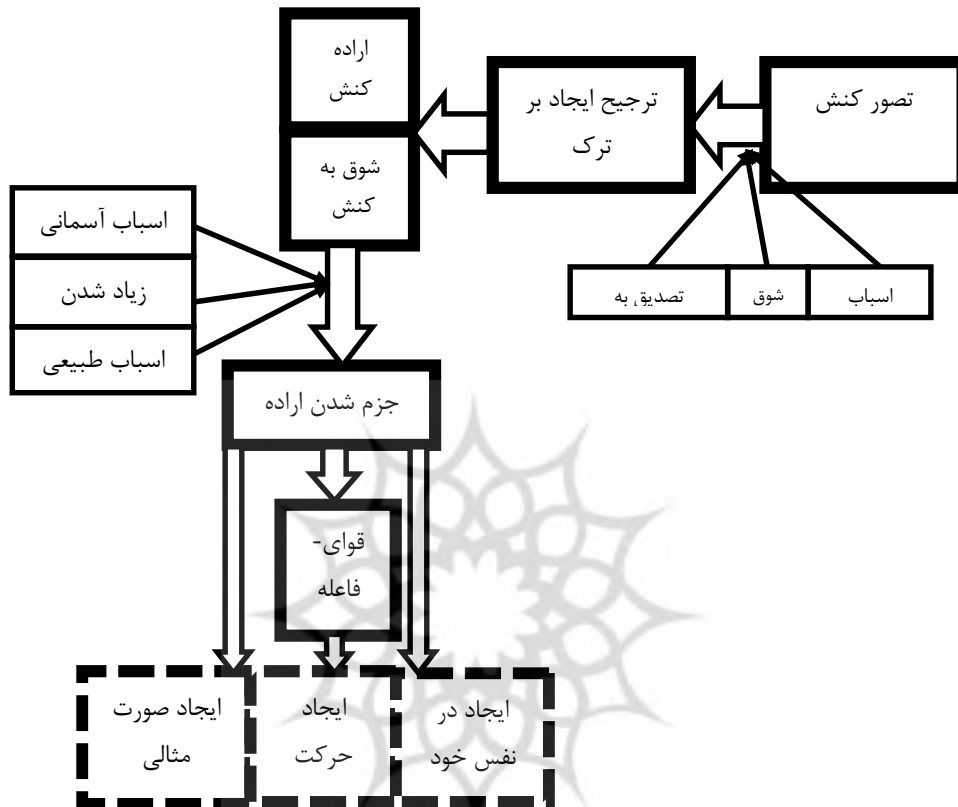 تصور کنش
ترجیح ایجاد بر
ترک
اراده
کنش
شوق به
کنش
اسباب
شوق
تصدیق به
اسباب آسمانی
زیاد شدن
اسباب طبیعی
جزم شدن اراده
قوای-
فاعله
ایجاد در
نفس خود
ایجاد
حرکت
ایجاد صورت
مثالی